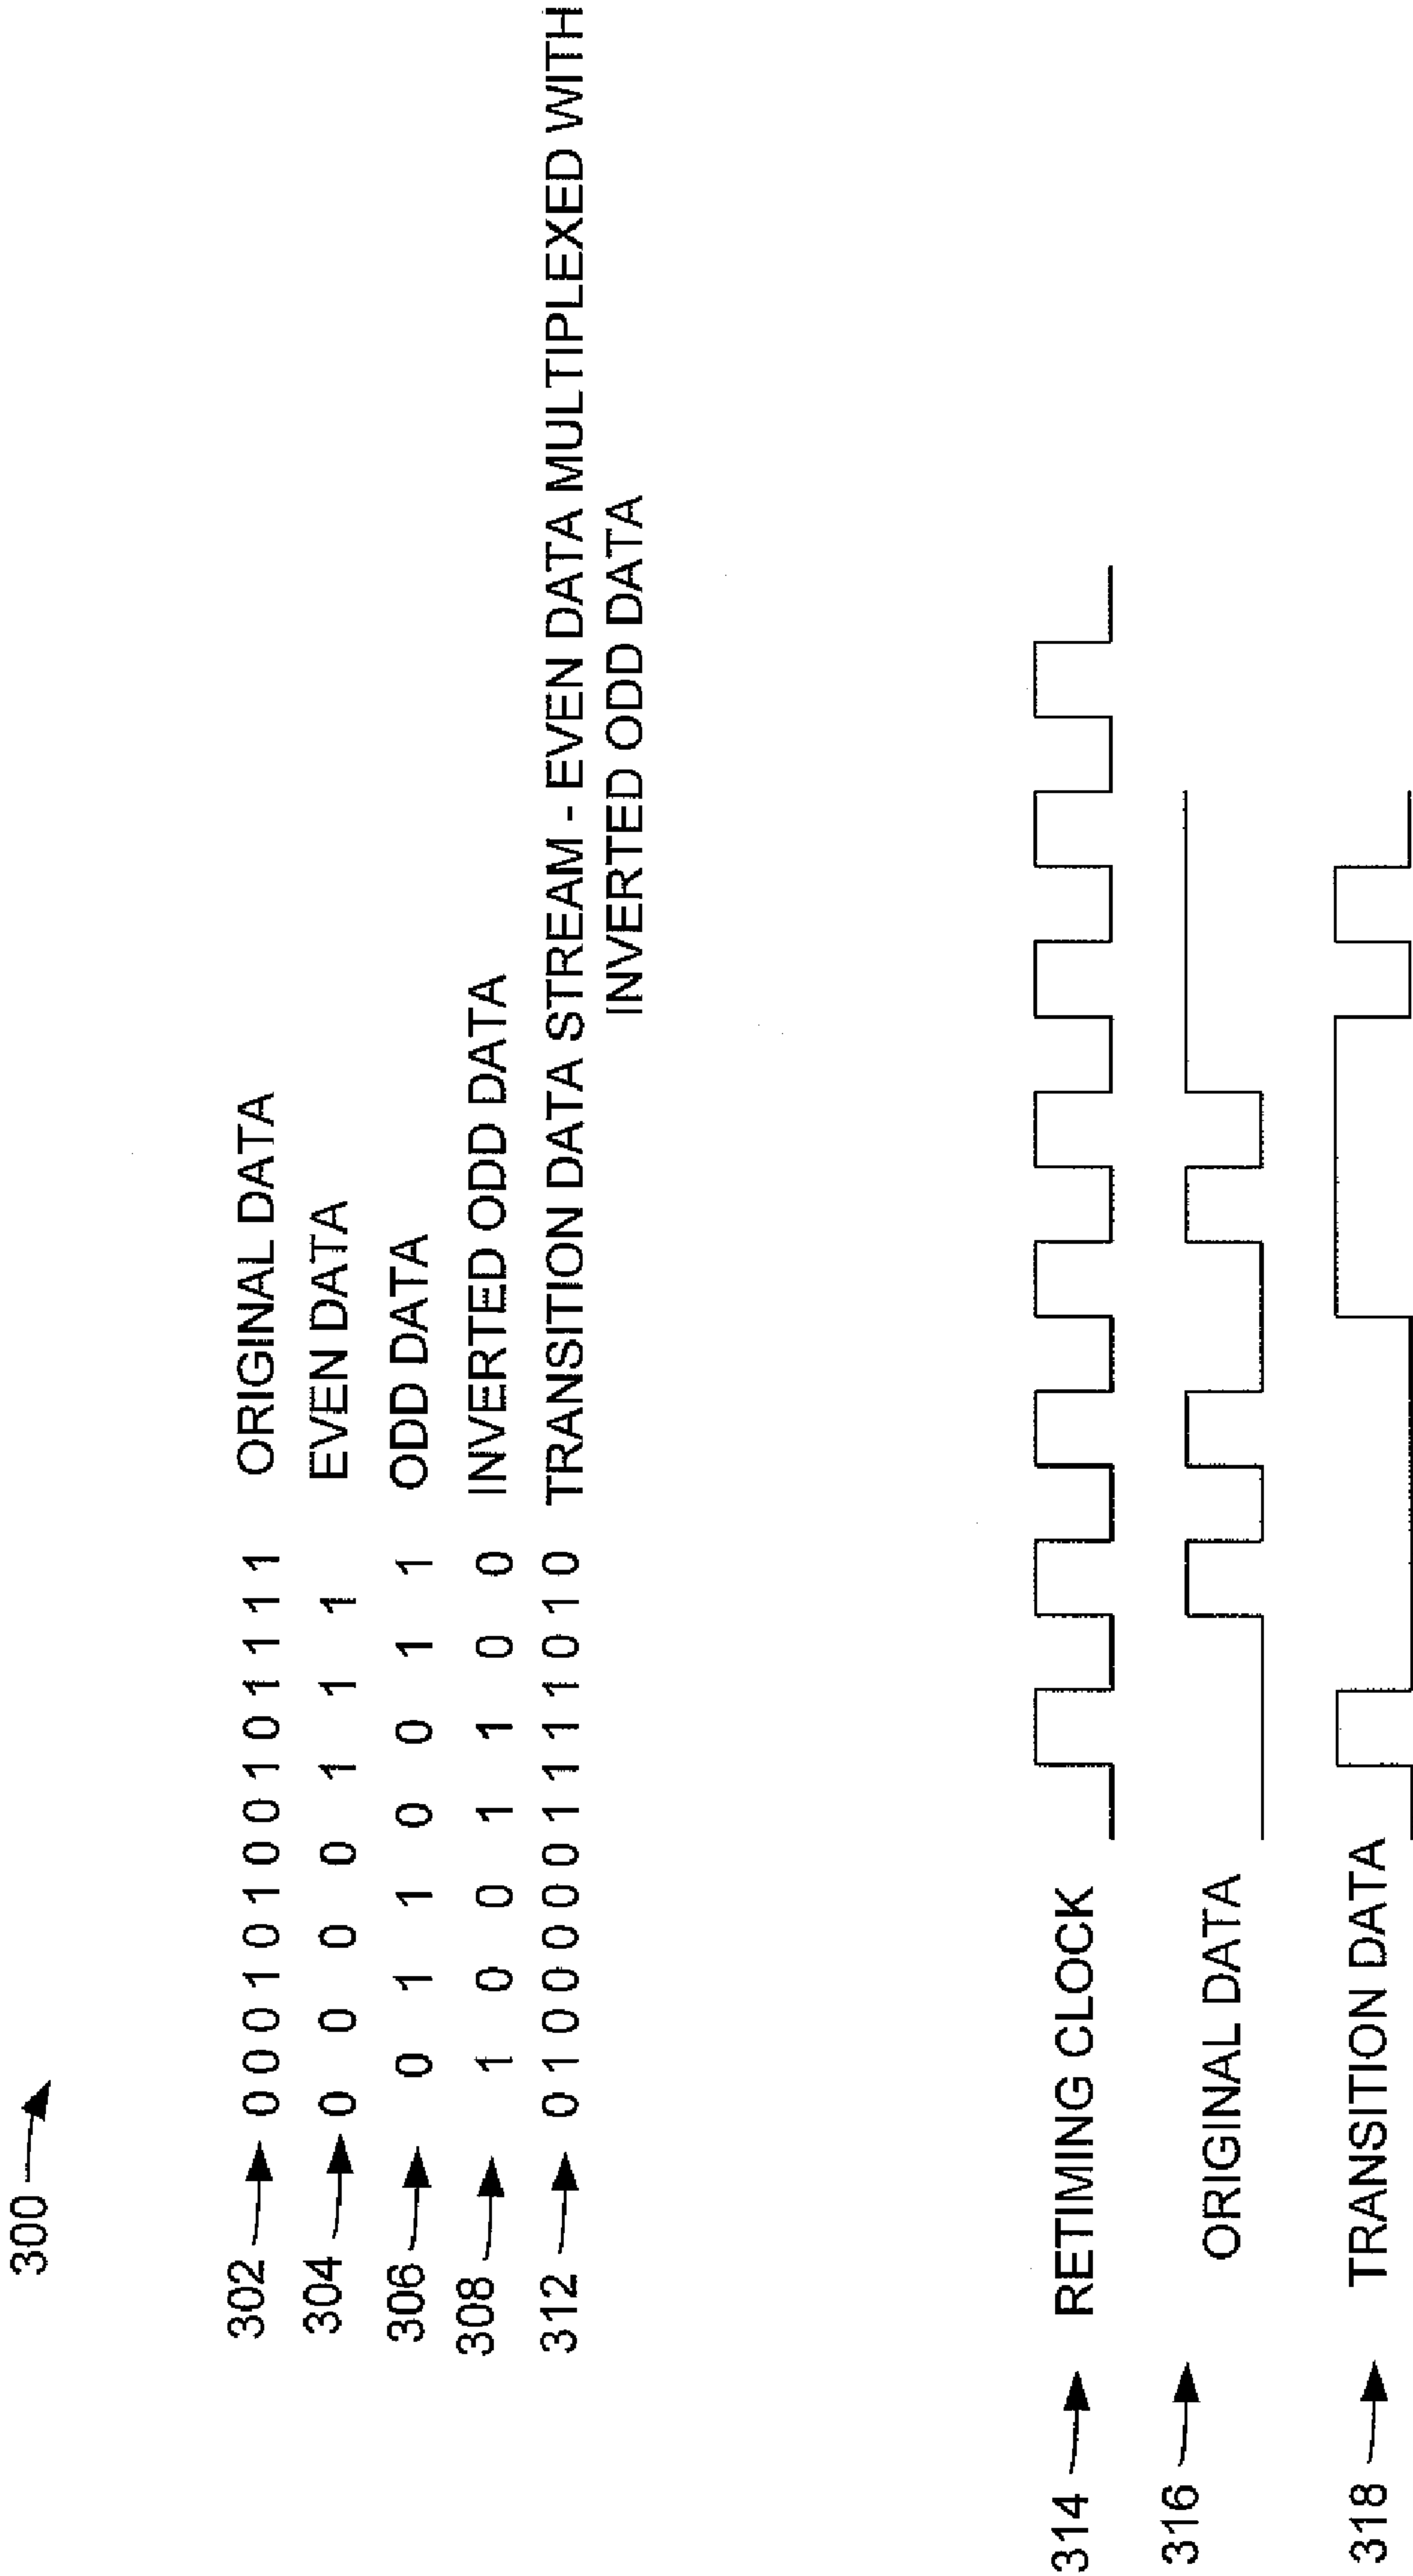 300
302 0 0 0 1 0 1 0 0 1 0 1 1 1 1 ORIGINAL DATA
304 0 0 0 0 1 1 1 EVEN DATA
306 0 1 1 0 0 1 1 ODD DATA
308 1 0 0 1 1 0 0 INVERTED ODD DATA
312 0 1 0 0 0 0 0 1 1 1 1 0 1 0 TRANSITION DATA STREAM - EVEN DATA MULTIPLEXED WITH
INVERTED ODD DATA
314 RETIMING CLOCK
316 ORIGINAL DATA
318 TRANSITION DATA